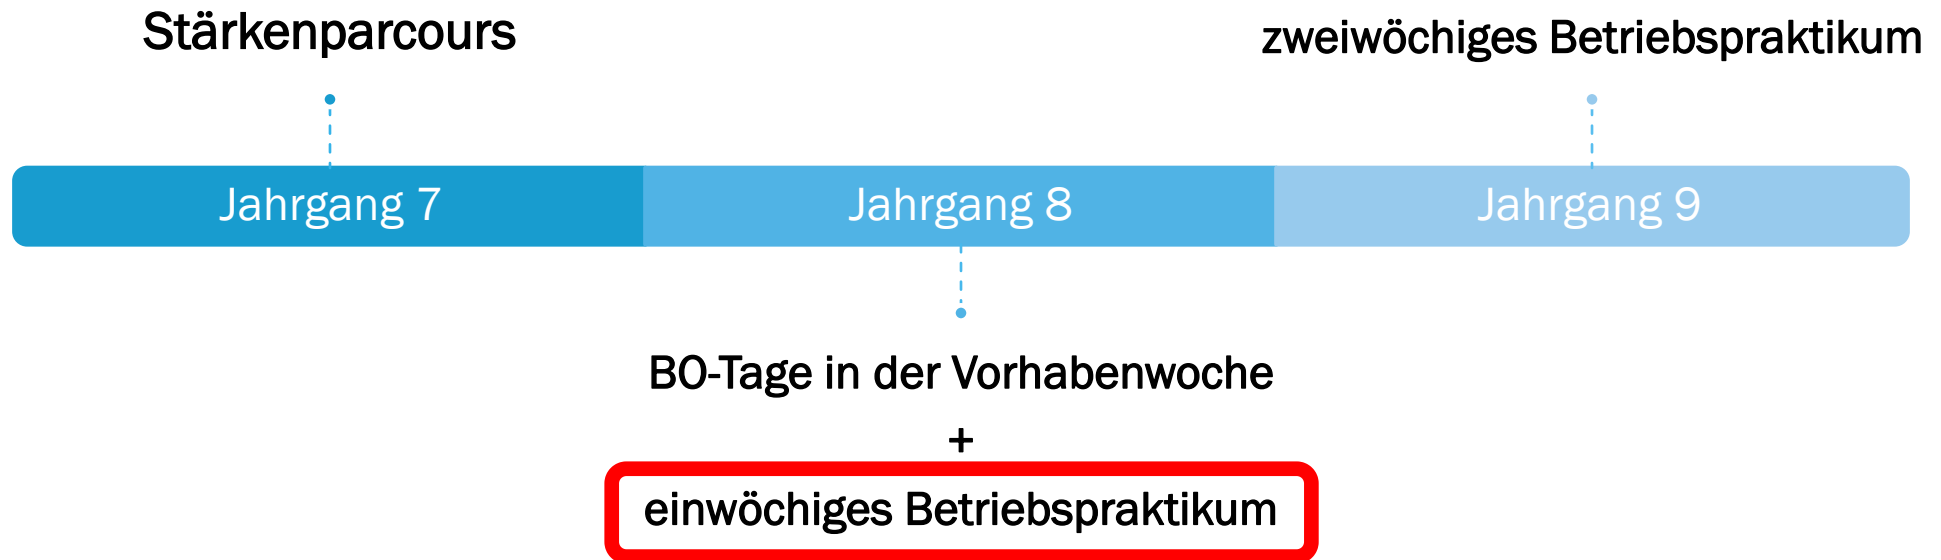 Stärkenparcours
zweiwöchiges Betriebspraktikum
Jahrgang 7
Jahrgang 8
Jahrgang 9
BO-Tage in der Vorhabenwoche
+
einwöchiges Betriebspraktikum